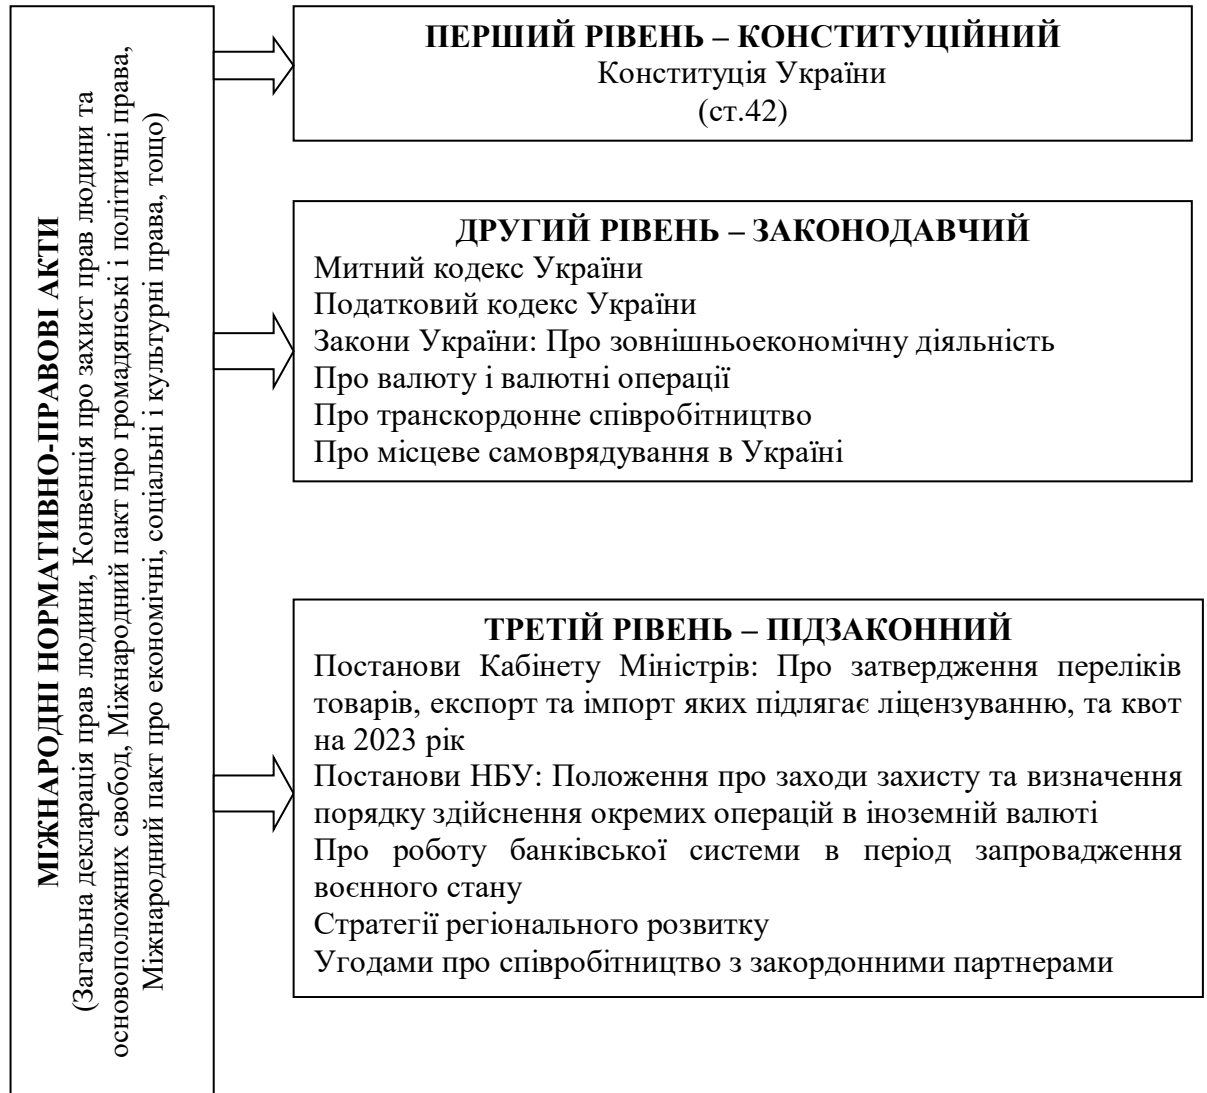 МІЖНАРОДНІ НОРМАТИВНО-ПРАВОВІ АКТИ
(Загальна декларація прав людини, Конвенція про захист прав людини та
основоположних свобод, Міжнародний пакт про громадянські і політичні права,
Міжнародний пакт про економічні, соціальні і культурні права, тощо)
ПЕРШИЙ РІВЕНЬ – КОНСТИТУЦІЙНИЙ
Конституція України
(ст.42)
ДРУГИЙ РІВЕНЬ – ЗАКОНОДАВЧИЙ
Митний кодекс України
Податковий кодекс України
Закони України: Про зовнішньоекономічну діяльність
Про валюту і валютні операції
Про транскордонне співробітництво
Про місцеве самоврядування в Україні
ТРЕТІЙ РІВЕНЬ – ПІДЗАКОННИЙ
Постанови Кабінету Міністрів: Про затвердження переліків
товарів, експорт та імпорт яких підлягає ліцензуванню, та квот
на 2023 рік
Постанови НБУ: Положення про заходи захисту та визначення
порядку здійснення окремих операцій в іноземній валюті
Про роботу банківської системи в період запровадження
воєнного стану
Стратегії регіонального розвитку
Угодами про співробітництво з закордонними партнерами